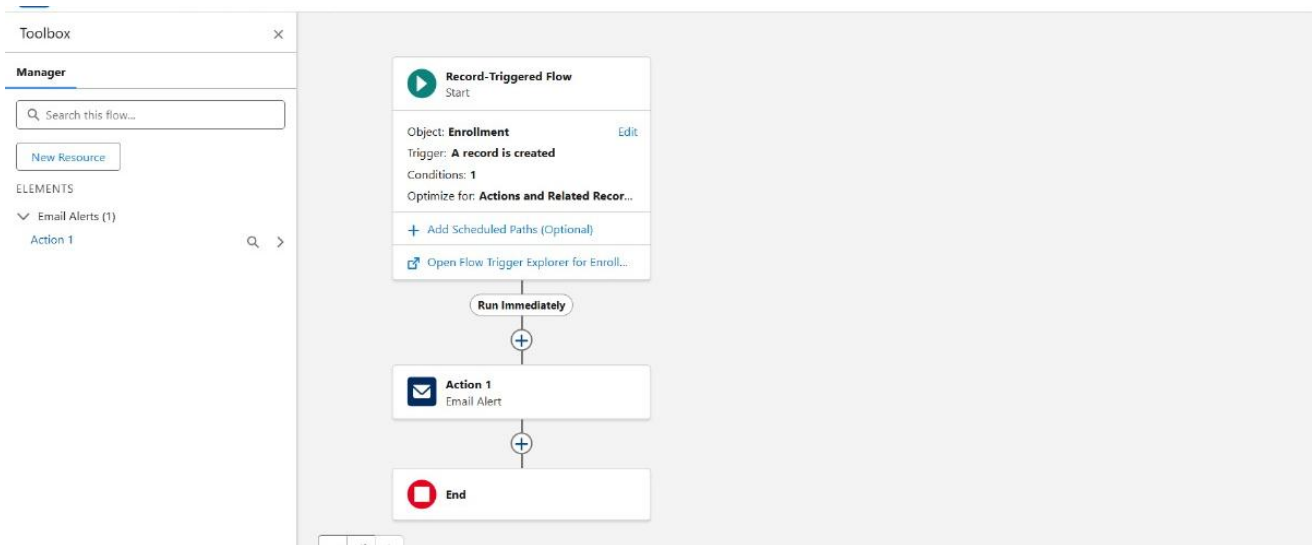 Toolbox
Manager
Search this flow...
New Resource
ELEMENTS
Email Alerts (1)
Action 1
Record-Triggered Flow
Start
Object: Enrollment Edit
Trigger: A record is created
Conditions: 1
Optimize for: Actions and Related Recor...
Add Scheduled Paths (Optional)
Open Flow Trigger Explorer for Enroll...
Run Immediately
Action 1
Email Alert
End